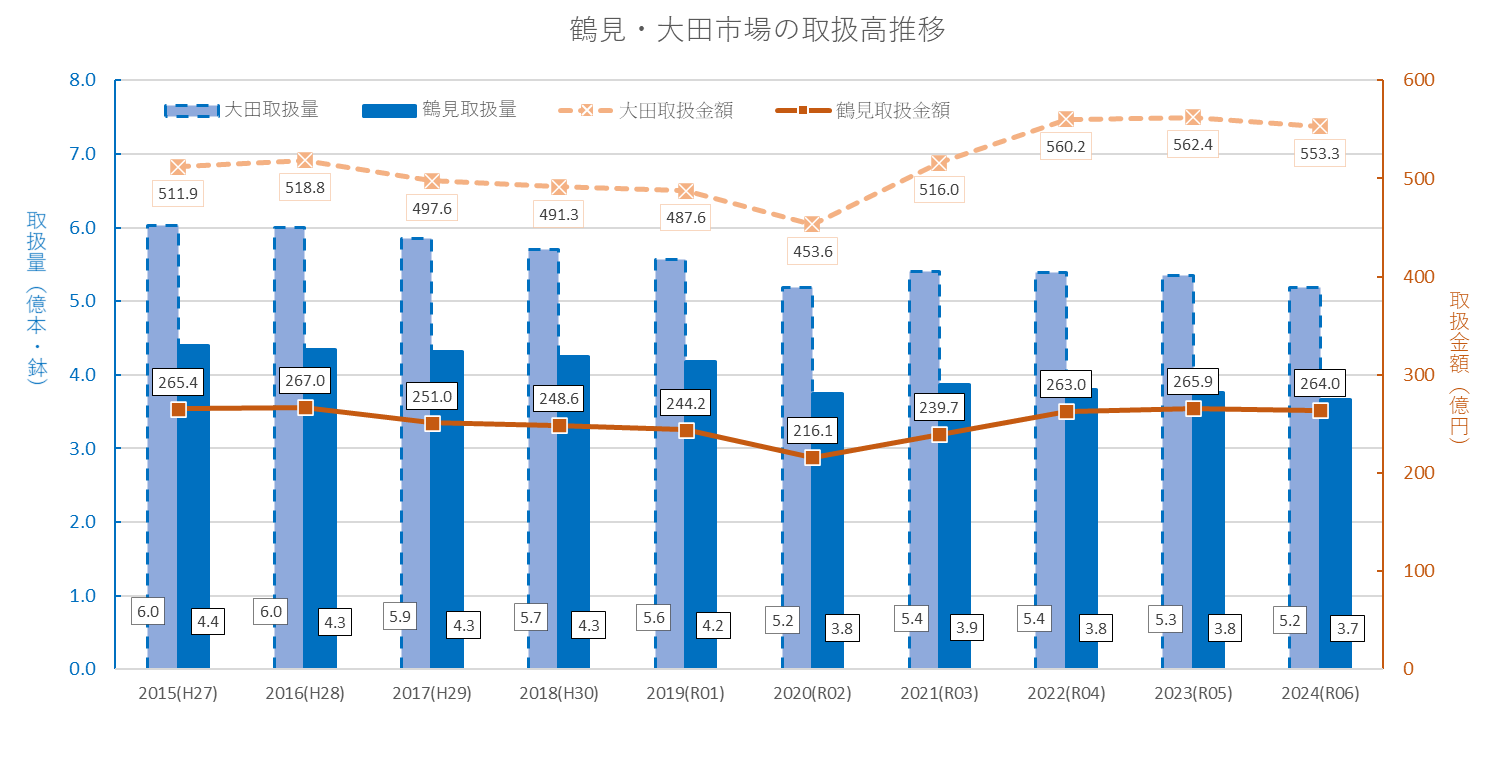 鶴見・大田市場の取扱高推移
大田取扱量 鶴見取扱量 大田取扱金額 鶴見取扱金額
取扱量（億本・鉢）
8.0
7.0
6.0
5.0
4.0
3.0
2.0
1.0
0.0
取扱金額（億円）
600
500
400
300
200
100
0
511.9 518.8 497.6 491.3 487.6 453.6 516.0 560.2 562.4 553.3
265.4 267.0 251.0 248.6 244.2 216.1 239.7 263.0 265.9 264.0
6.0 6.0 5.9 5.7 5.6 5.2 5.4 5.4 5.3 5.2
4.4 4.3 4.3 4.3 4.2 3.8 3.9 3.8 3.8 3.7
2015(H27) 2016(H28) 2017(H29) 2018(H30) 2019(R01) 2020(R02) 2021(R03) 2022(R04) 2023(R05) 2024(R06)